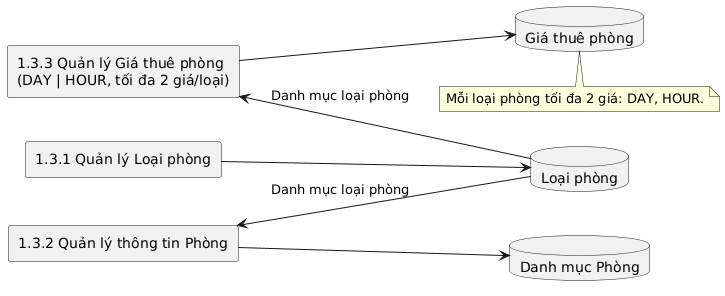 Giá thuê phòng
1.3.3 Quản lý Giá thuê phòng
(DAY | HOUR, tối đa 2 giá/loại)
Danh mục loại phòng
Mỗi loại phòng tối đa 2 giá: DAY, HOUR.
1.3.1 Quản lý Loại phòng
Loại phòng
Danh mục loại phòng
1.3.2 Quản lý thông tin Phòng
Danh mục Phòng